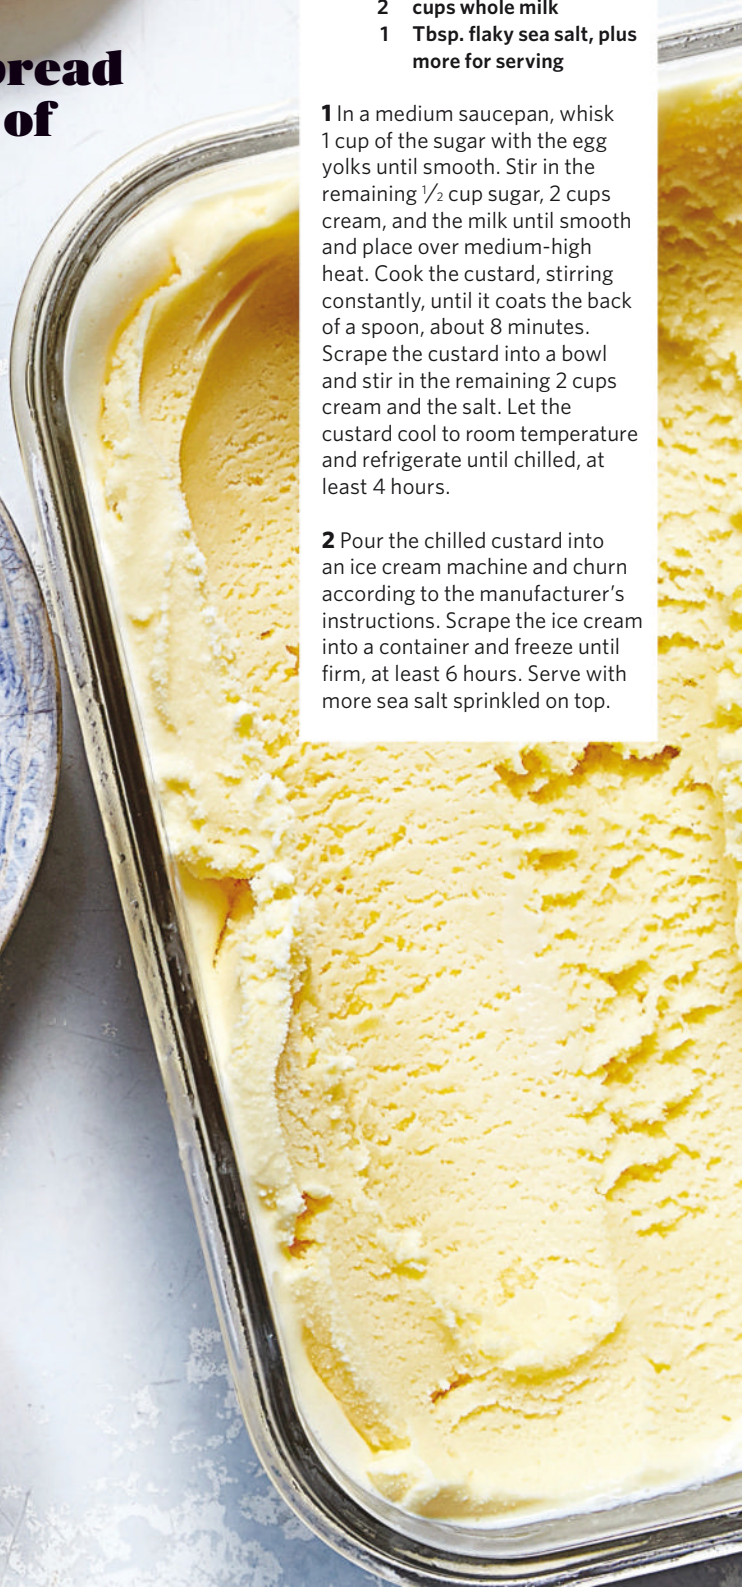 2 cups whole milk
1 Tbsp. flaky sea salt, plus
more for serving
of
1 In a medium saucepan, whisk
1 cup of the sugar with the egg
yolks until smooth. Stir in the
remaining 1/2 cup sugar, 2 cups
cream, and the milk until smooth
and place over medium-high
heat. Cook the custard, stirring
constantly, until it coats the back
of a spoon, about 8 minutes.
Scrape the custard into a bowl
and stir in the remaining 2 cups
cream and the salt. Let the
custard cool to room temperature
and refrigerate until chilled, at
least 4 hours.
2 Pour the chilled custard into
an ice cream machine and churn
according to the manufacturer's
instructions. Scrape the ice cream
into a container and freeze until
firm, at least 6 hours. Serve with
more sea salt sprinkled on top.